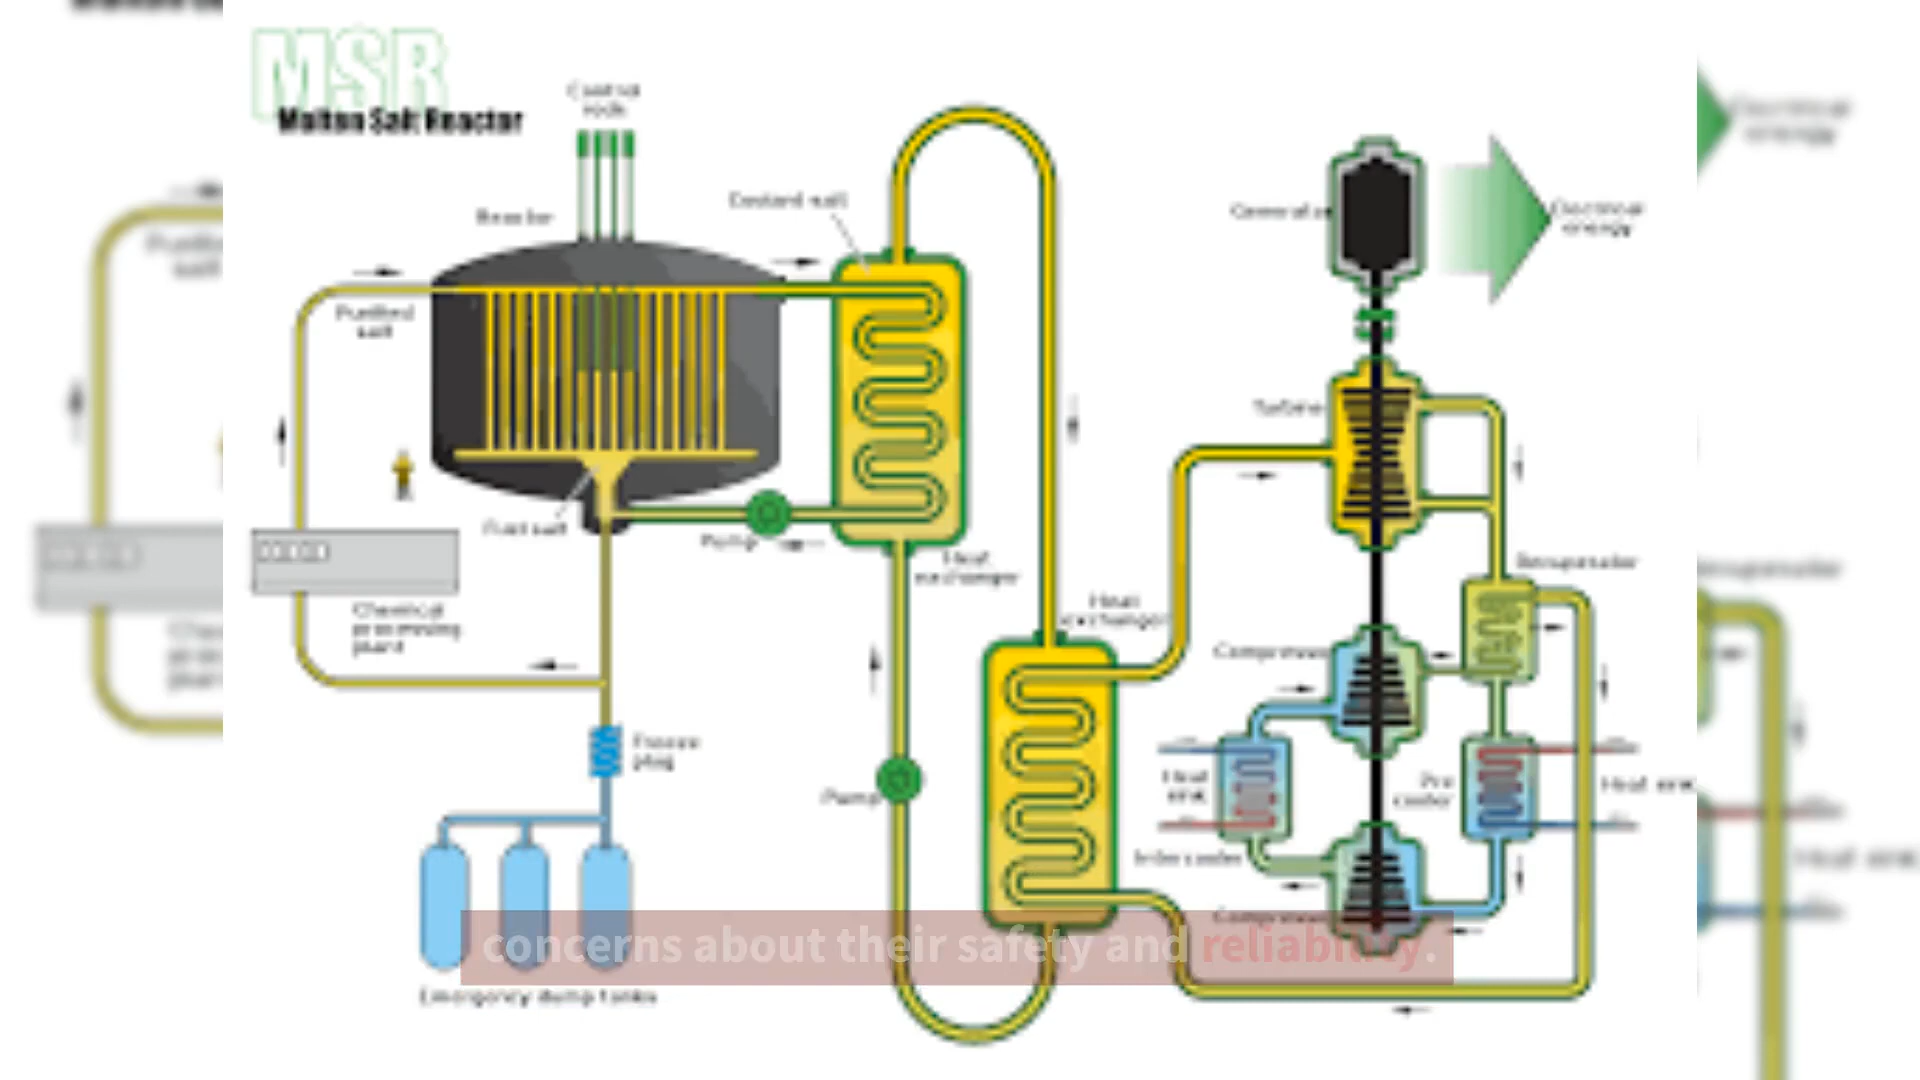 MSR
Molten Salt Reactor
Control
rods
Reactor
Coolant salt
Generator
Electrical
energy
Purified
salt
Turbine
Fuel salt
Pump
Heat
exchanger
Recuperator
Heat
exchanger
Chemical
processing
plant
Compressor
Freeze
plug
Heat
sink
Pre
cooler
Heat sink
Pump
Intercooler
Compressor
concerns about their safety and reliability.
Emergency dump tanks